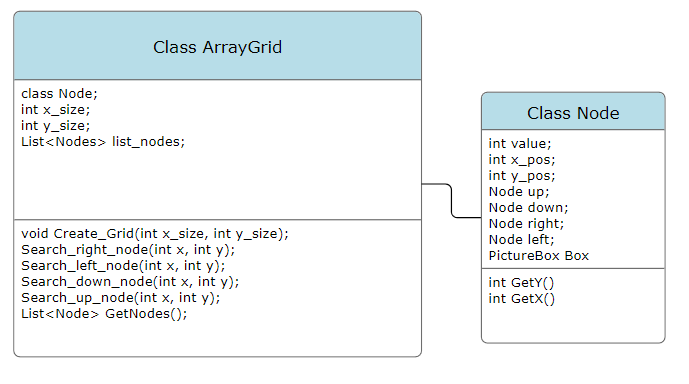 Class ArrayGrid
class Node;
int x_size;
int y_size;
List<Nodes> list_nodes;
void Create_Grid(int x_size, int y_size);
Search_right_node(int x, int y);
Search_left_node(int x, int y);
Search_down_node(int x, int y);
Search_up_node(int x, int y);
List<Node> GetNodes();
Class Node
int value;
int x_pos;
int y_pos;
Node up;
Node down;
Node right;
Node left;
PictureBox Box
int GetY()
int GetX()